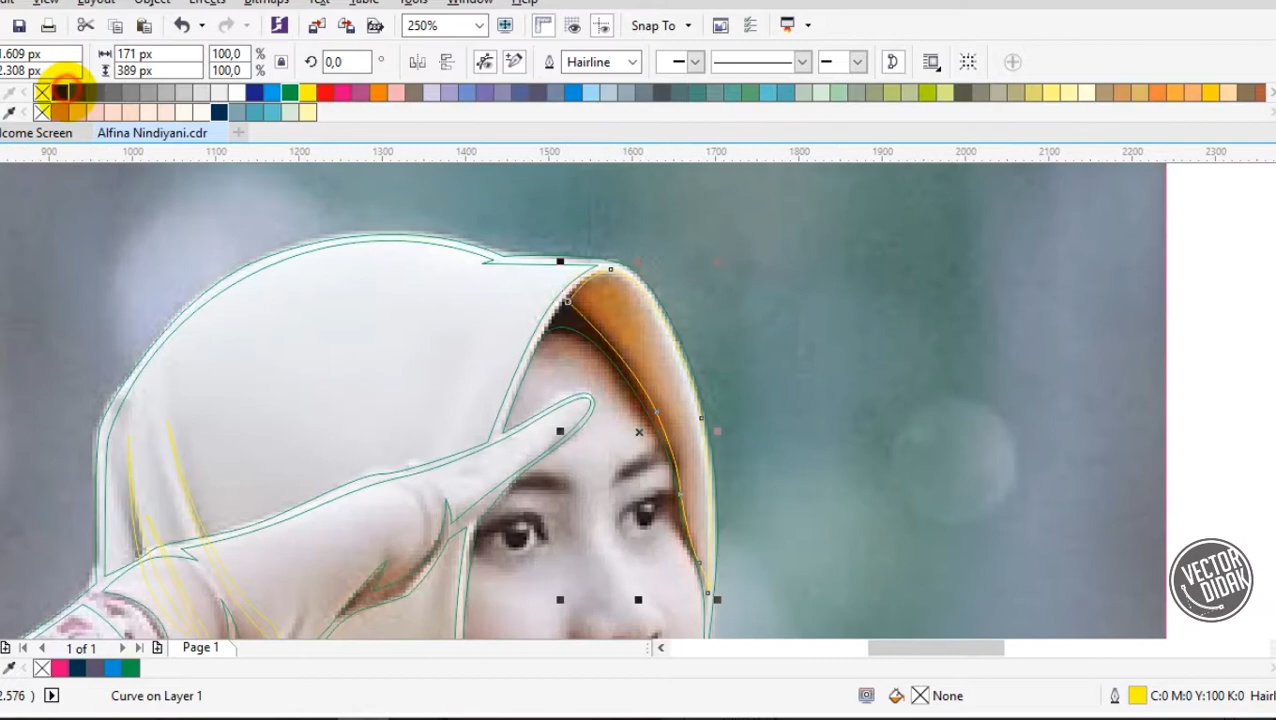 View Layout Object Effects Bitmaps Text Table Tools Window Help
250% Snap To
1.609 px 171 px 100,0 %
2.308 px 389 px 100,0 % 0,0 ° Hairline
lcome Screen Alfina Nindiyani.cdr
900 1000 1100 1200 1300 1400 1500 1600 1700 1800 1900 2000 2100 2200 2300
VECTOR
DIDAK
1 of 1 Page 1
2.576 ) Curve on Layer 1 None C:0 M:0 Y:100 K:0 Hairl